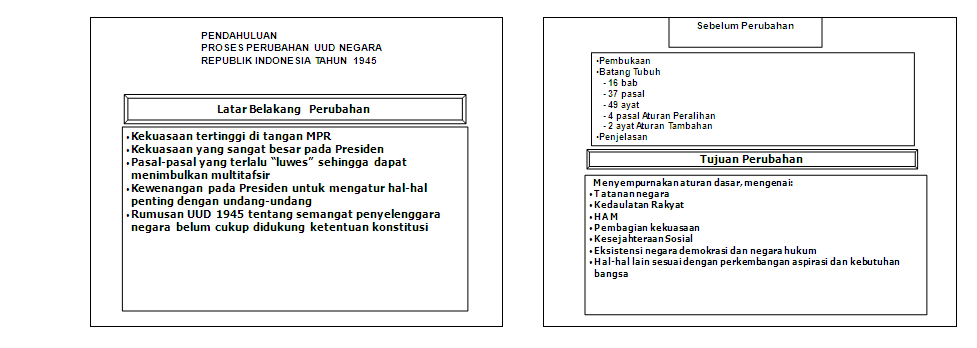 PENDAHULUAN
PROSES PERUBAHAN UUD NEGARA
REPUBLIK INDONESIA TAHUN 1945
Latar Belakang Perubahan
•Kekuasaan tertinggi di tangan MPR
•Kekuasaan yang sangat besar pada Presiden
•Pasal-pasal yang terlalu “luwes” sehingga dapat
menimbulkan multitafsir
•Kewenangan pada Presiden untuk mengatur hal-hal
penting dengan undang-undang
•Rumusan UUD 1945 tentang semangat penyelenggara
negara belum cukup didukung ketentuan konstitusi
Sebelum Perubahan
•Pembukaan
•Batang Tubuh
- 16 bab
- 37 pasal
- 49 ayat
- 4 pasal Aturan Peralihan
- 2 ayat Aturan Tambahan
•Penjelasan
Tujuan Perubahan
Menyempurnakan aturan dasar, mengenai:
•Tatanan negara
•Kedaulatan Rakyat
•HAM
•Pembagian kekuasaan
•Kesejahteraan Sosial
•Eksistensi negara demokrasi dan negara hukum
•Hal-hal lain sesuai dengan perkembangan aspirasi dan kebutuhan
bangsa